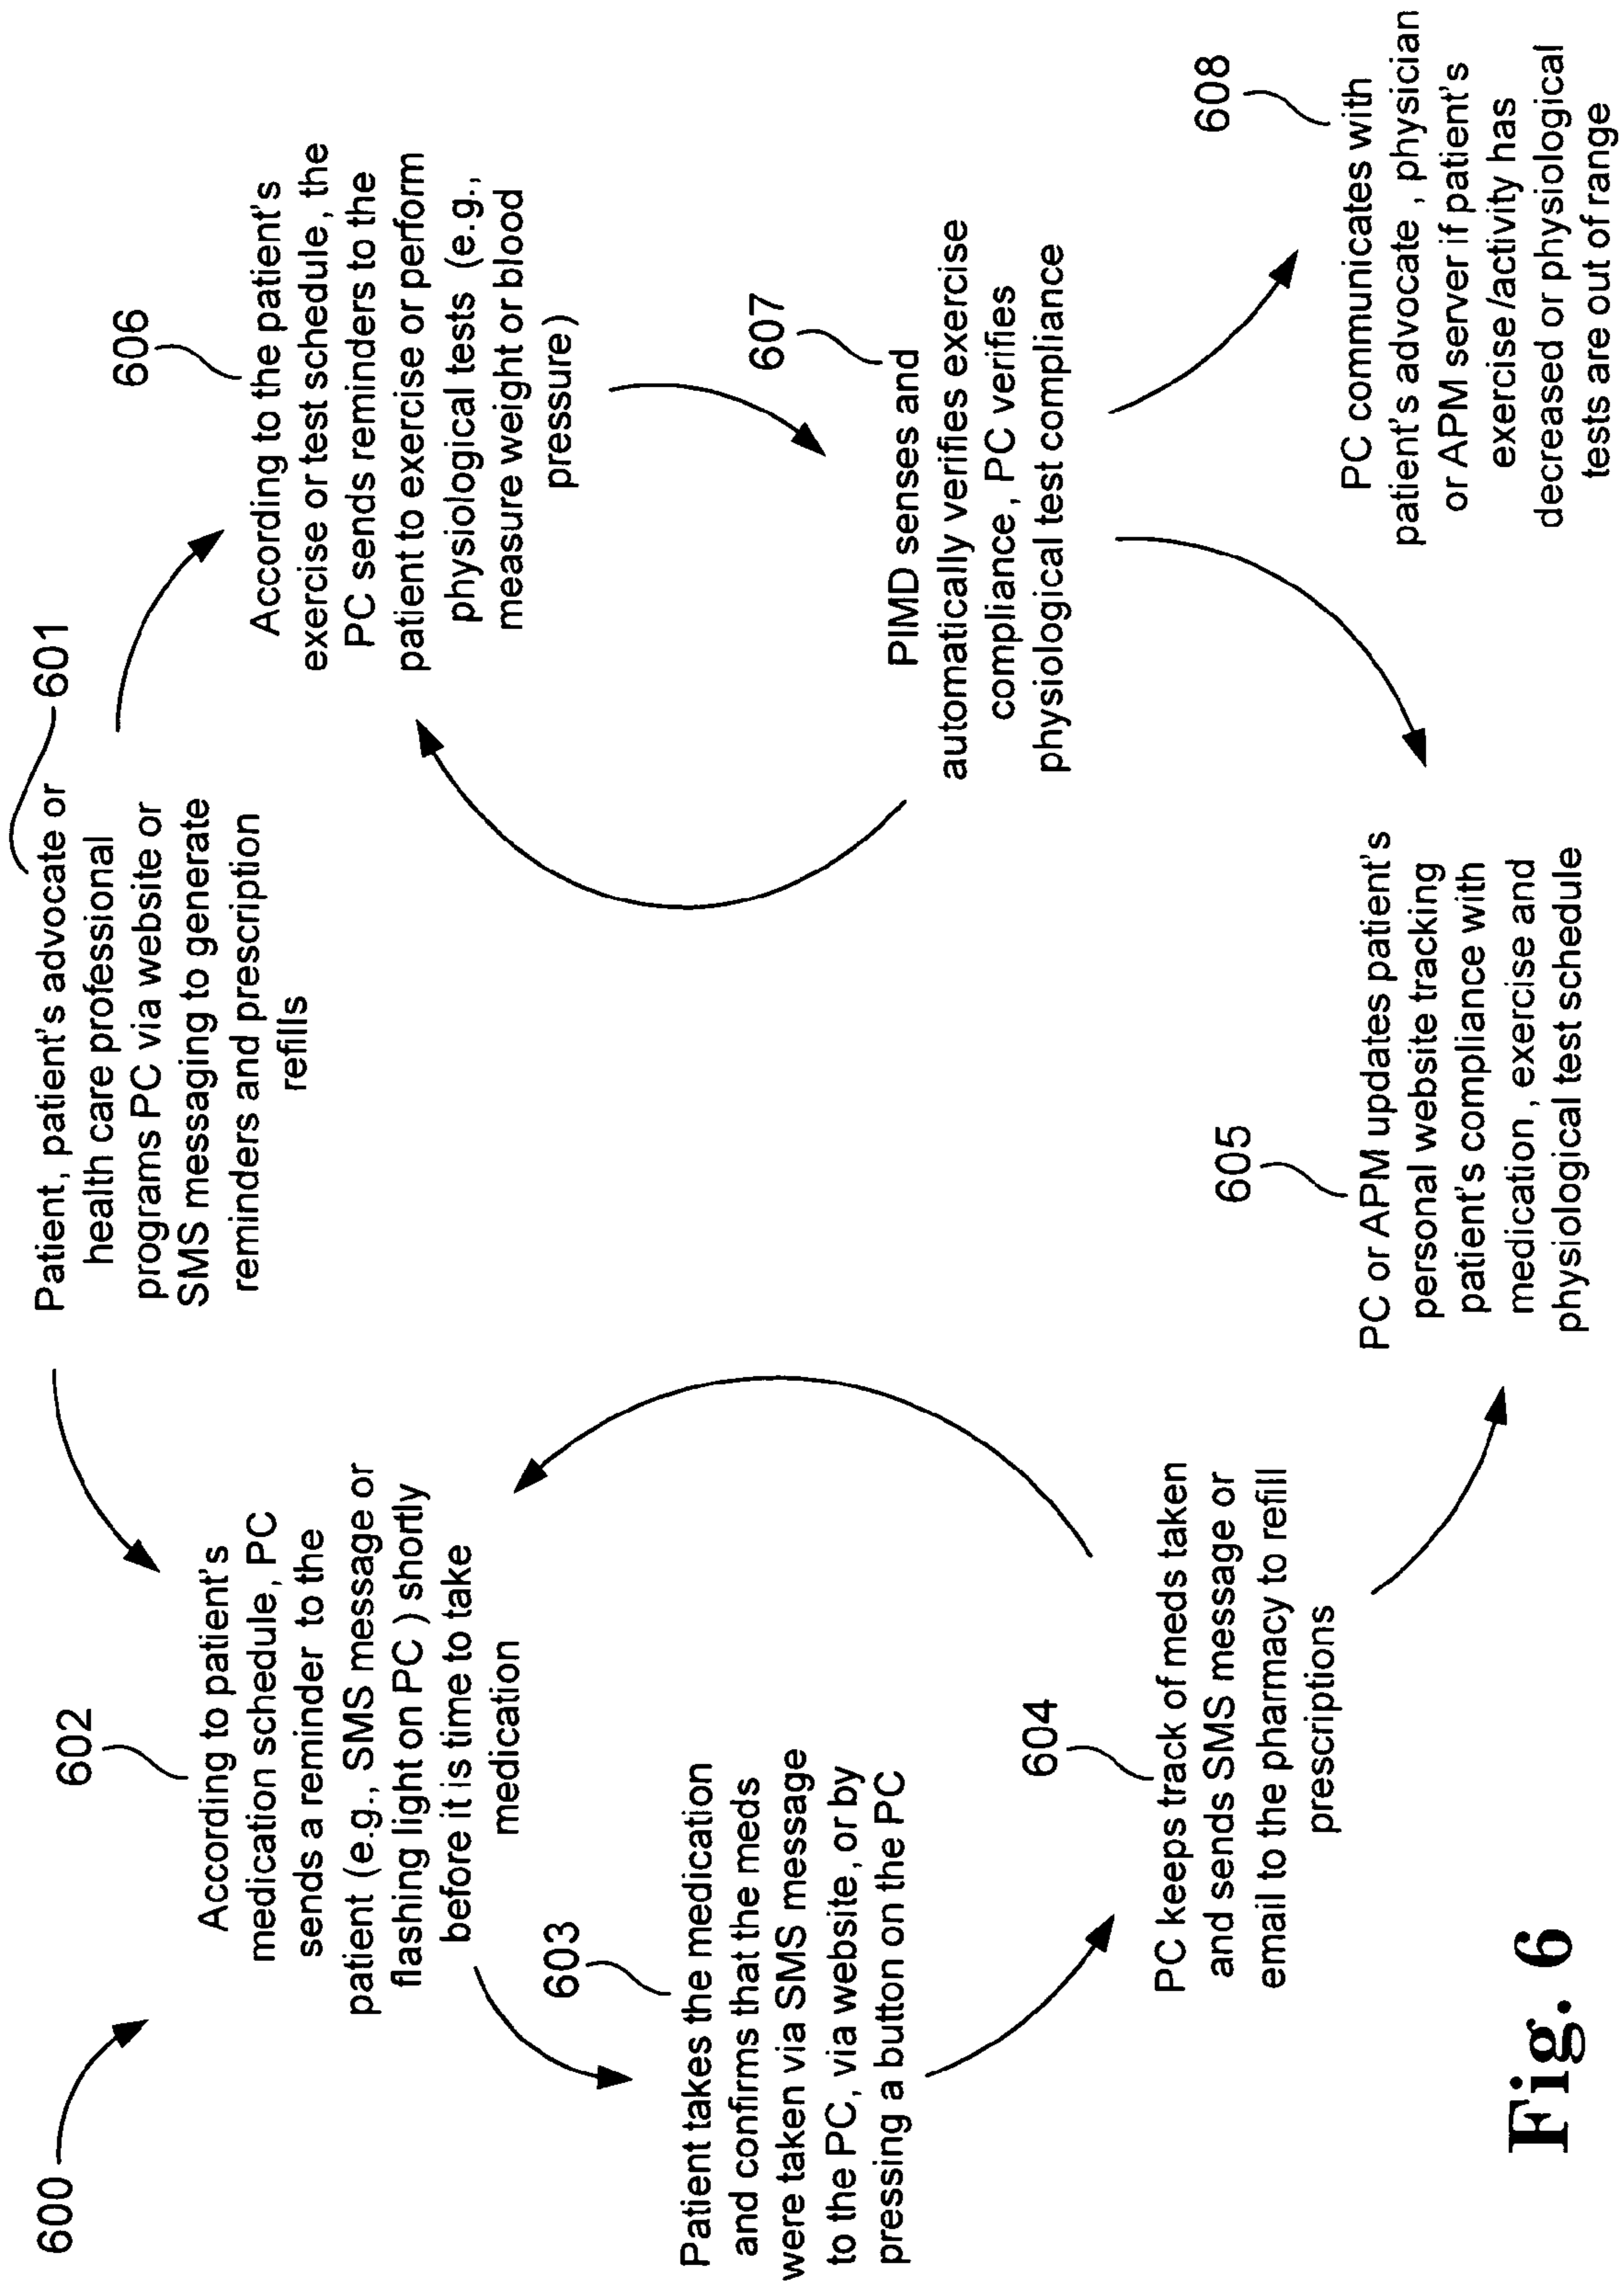 600
601
Patient, patient's advocate or
health care professional
programs PC via website or
SMS messaging to generate
reminders and prescription
refills
602
According to patient's
medication schedule, PC
sends a reminder to the
patient (e.g., SMS message or
flashing light on PC ) shortly
before it is time to take
medication
603
Patient takes the medication
and confirms that the meds
were taken via SMS message
to the PC, via website, or by
pressing a button on the PC
604
PC keeps track of meds taken
and sends SMS message or
email to the pharmacy to refill
prescriptions
605
PC or APM updates patient's
personal website tracking
patient's compliance with
medication , exercise and
physiological test schedule
606
According to the patient's
exercise or test schedule, the
PC sends reminders to the
patient to exercise or perform
physiological tests (e.g.,
measure weight or blood
pressure)
607
PIMD senses and
automatically verifies exercise
compliance, PC verifies
physiological test compliance
608
PC communicates with
patient's advocate , physician
or APM server if patient's
exercise/activity has
decreased or physiological
tests are out of range
Fig. 6